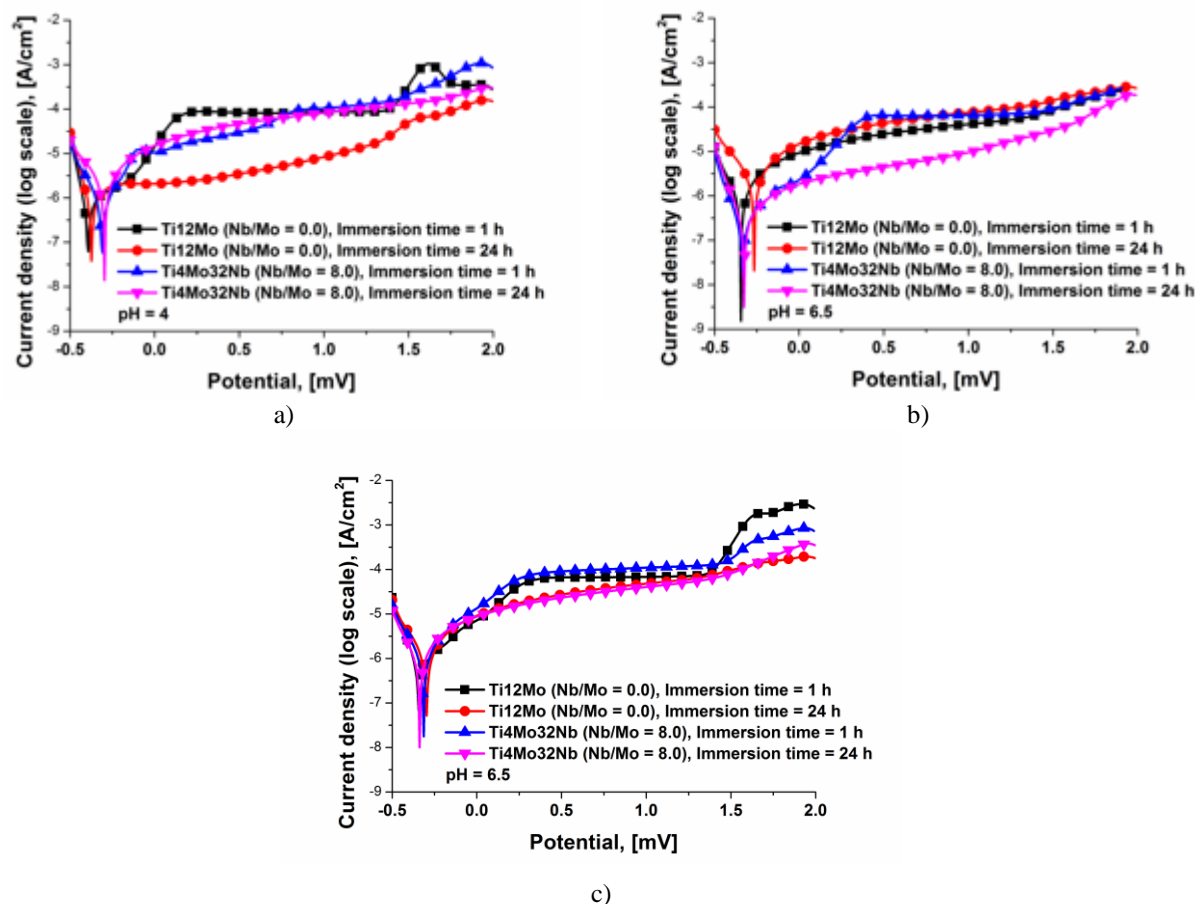 Current density (log scale), [A/cm²]
-2
-3
-4
-5
-6
-7
-8
-9
Ti12Mo (Nb/Mo = 0.0), Immersion time = 1 h
Ti12Mo (Nb/Mo = 0.0), Immersion time = 24 h
Ti4Mo32Nb (Nb/Mo = 8.0), Immersion time = 1 h
Ti4Mo32Nb (Nb/Mo = 8.0), Immersion time = 24 h
pH = 4
-0.5 0.0 0.5 1.0 1.5 2.0
Potential, [mV]
a)
Current density (log scale), [A/cm²]
-2
-3
-4
-5
-6
-7
-8
-9
Ti12Mo (Nb/Mo = 0.0), Immersion time = 1 h
Ti12Mo (Nb/Mo = 0.0), Immersion time = 24 h
Ti4Mo32Nb (Nb/Mo = 8.0), Immersion time = 1 h
Ti4Mo32Nb (Nb/Mo = 8.0), Immersion time = 24 h
pH = 6.5
-0.5 0.0 0.5 1.0 1.5 2.0
Potential, [mV]
b)
Current density (log scale), [A/cm²]
-2
-3
-4
-5
-6
-7
-8
-9
Ti12Mo (Nb/Mo = 0.0), Immersion time = 1 h
Ti12Mo (Nb/Mo = 0.0), Immersion time = 24 h
Ti4Mo32Nb (Nb/Mo = 8.0), Immersion time = 1 h
Ti4Mo32Nb (Nb/Mo = 8.0), Immersion time = 24 h
pH = 6.5
-0.5 0.0 0.5 1.0 1.5 2.0
Potential, [mV]
c)